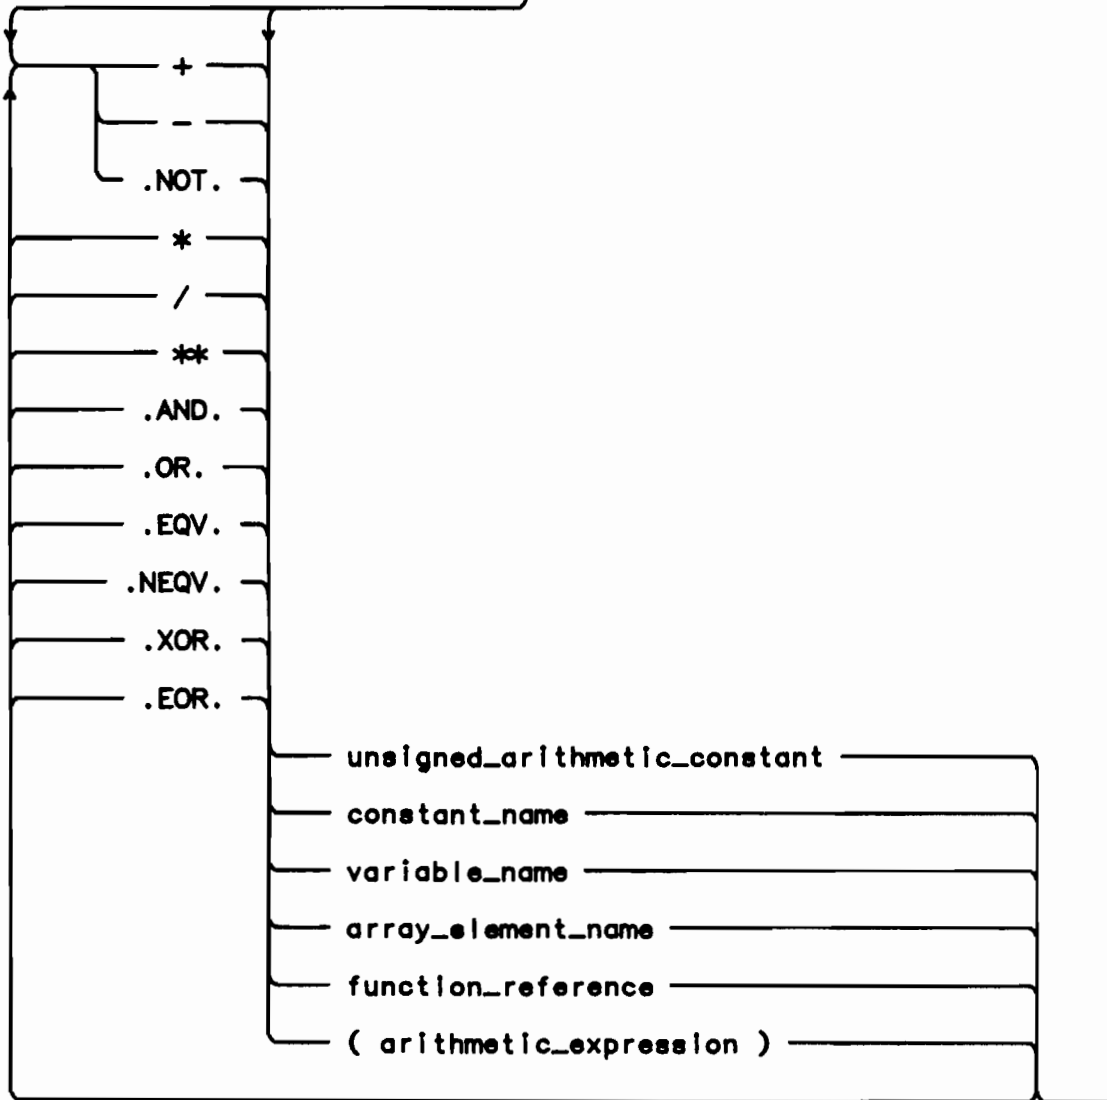 +
-
.NOT.
*
/
**
.AND.
.OR.
.EQV.
.NEQV.
.XOR.
.EOR.
unsigned_arithmetic_constant
constant_name
variable_name
array_element_name
function_reference
( arithmetic_expression )